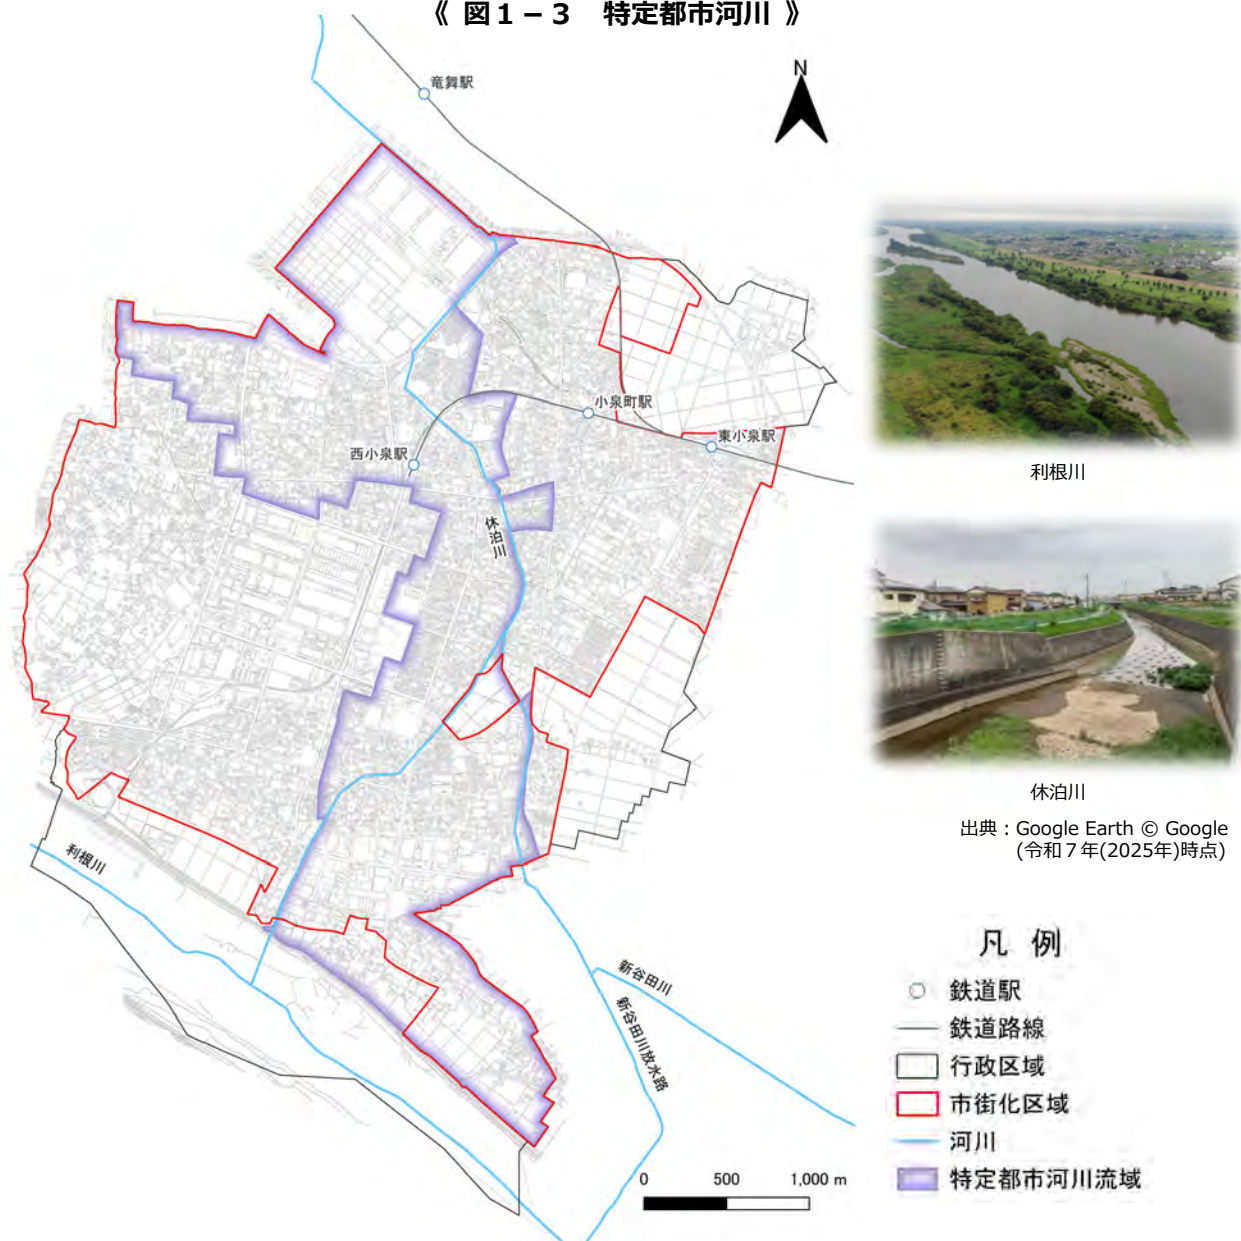 《 図１－３　特定都市河川 》
N
竜舞駅
小泉町駅
東小泉駅
西小泉駅
休泊川
利根川
新谷田川
新谷田川放水路
0 500 1,000 m
利根川
休泊川
出典：Google Earth © Google
(令和７年(2025年)時点)
凡 例
鉄道駅
鉄道路線
行政区域
市街化区域
河川
特定都市河川流域